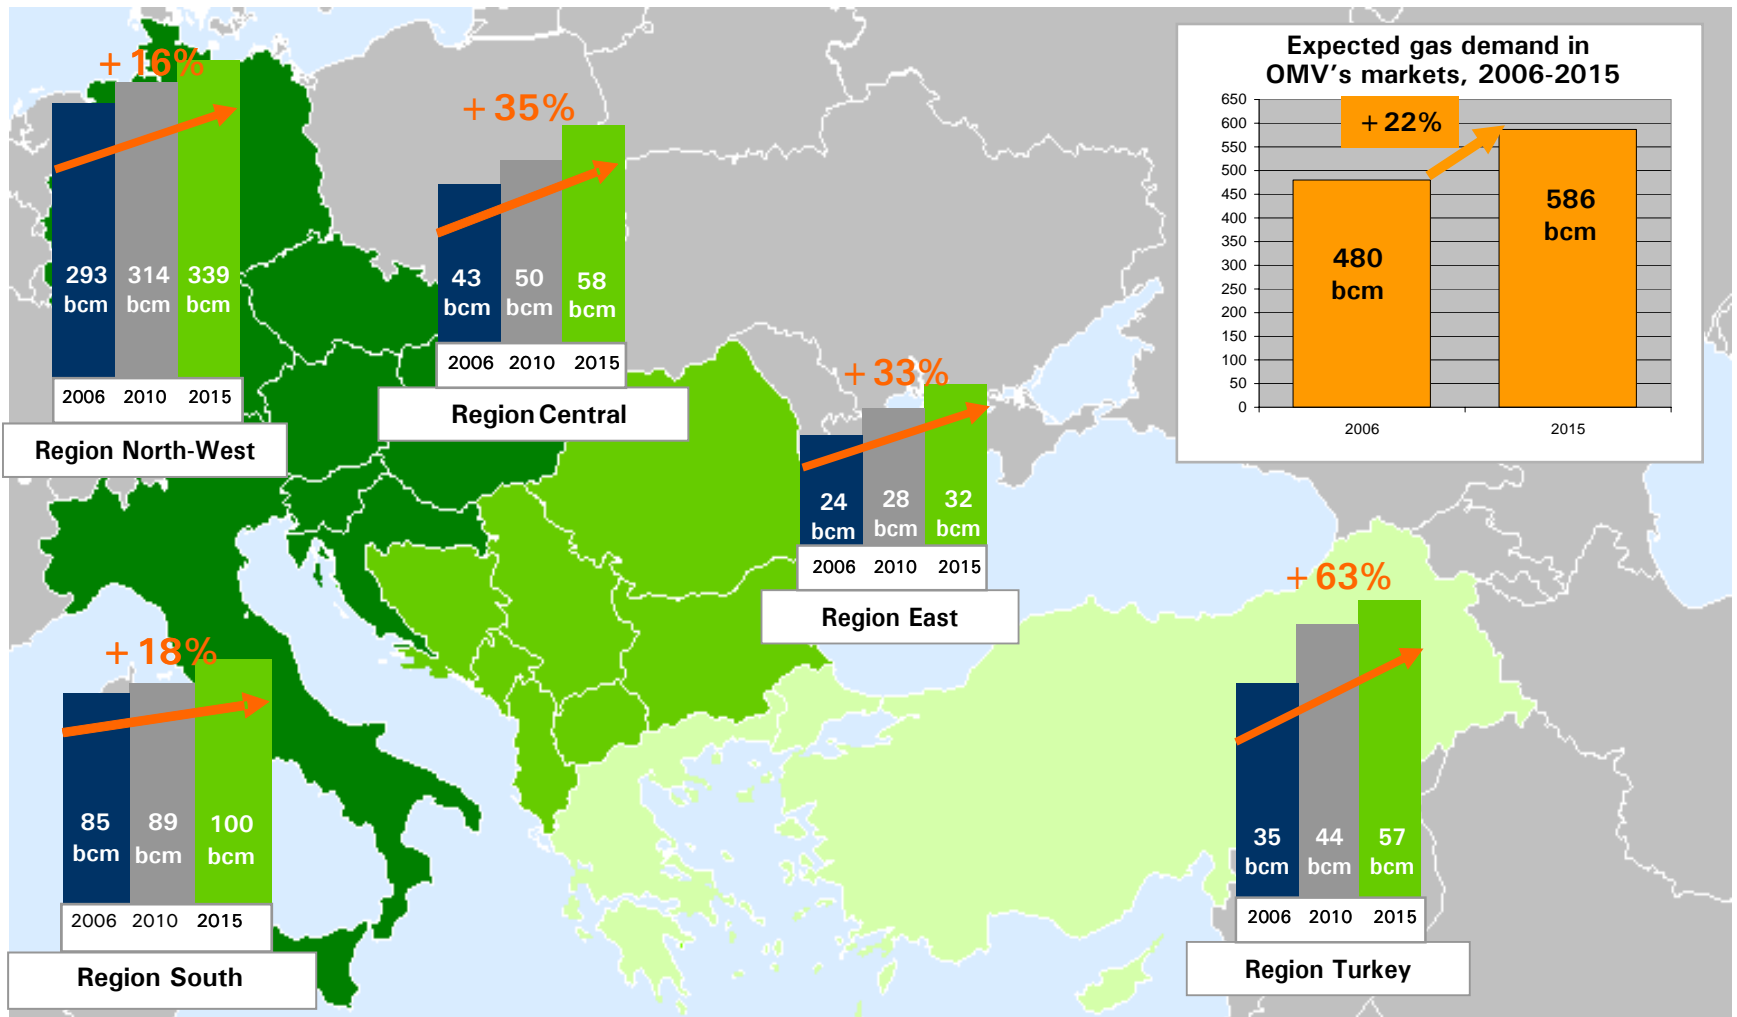 + 16%
293 314 339
bcm bcm bcm
2006 2010 2015
Region North-West
+ 35%
43 50 58
bcm bcm bcm
2006 2010 2015
Region Central
+ 33%
24 28 32
bcm bcm bcm
2006 2010 2015
Region East
Expected gas demand in
OMV's markets, 2006-2015
650
600
550
500
450
400
350
300
250
200
150
100
50
0
+ 22%
480
bcm
586
bcm
2006 2015
+ 18%
85 89 100
bcm bcm bcm
2006 2010 2015
Region South
+ 63%
35 44 57
bcm bcm bcm
2006 2010 2015
Region Turkey